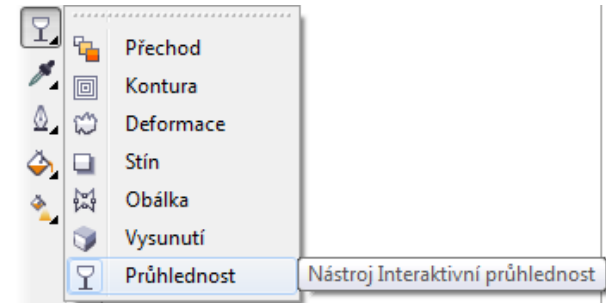 Přechod
Kontura
Deformace
Stín
Obálka
Vysunutí
Průhlednost
Nástroj Interaktivní průhlednost